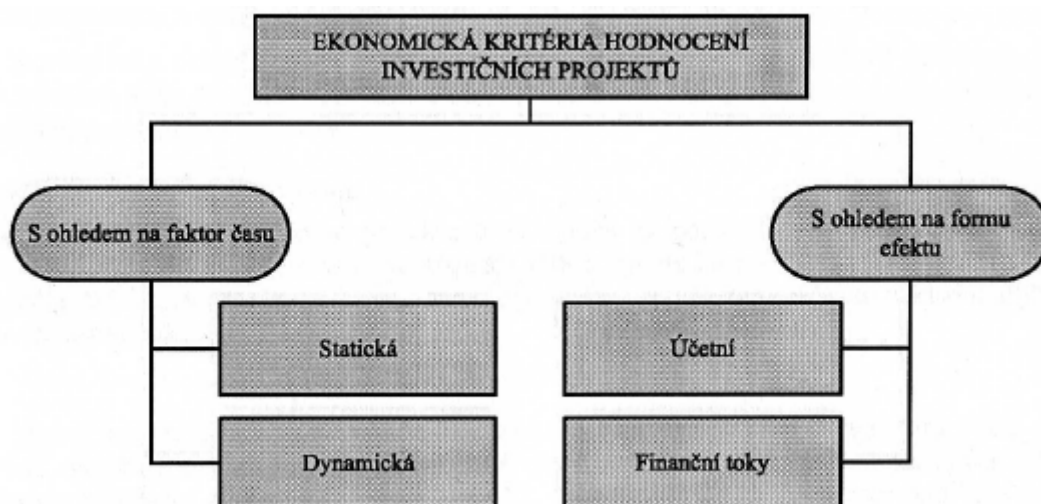 EKONOMICKÁ KRITÉRIA HODNOCENÍ
INVESTIČNÍCH PROJEKTŮ
S ohledem na faktor času
S ohledem na formu
efektu
Statická
Účetní
Dynamická
Finanční toky